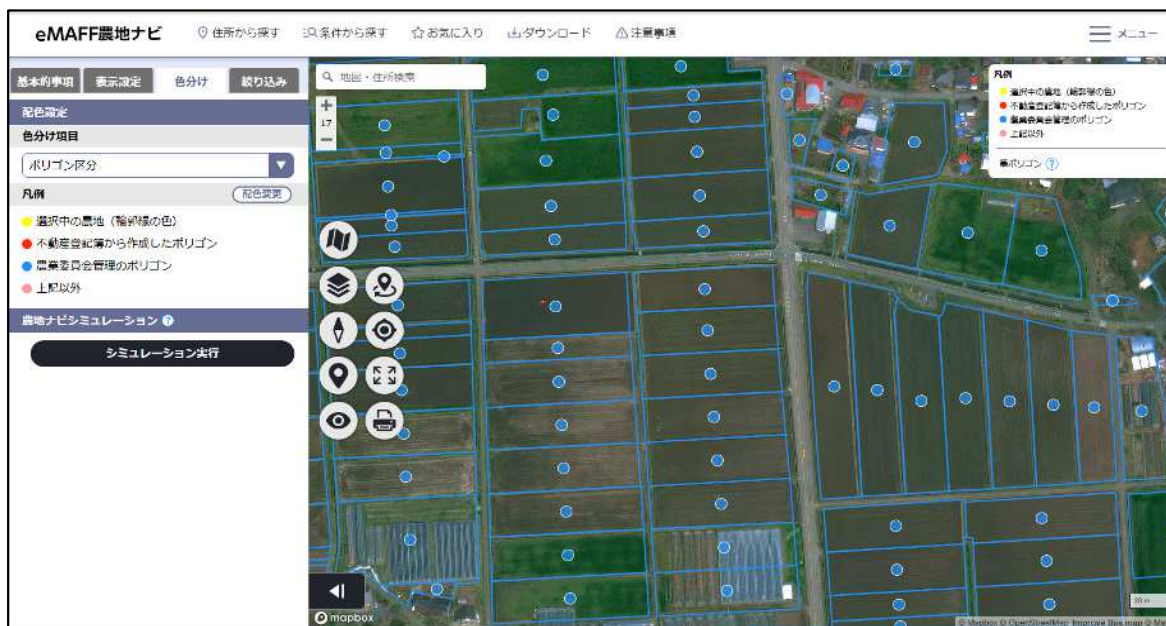 eMAFF農地ナビ
住所から探す
条件から探す
お気に入り
ダウンロード
注意事項
メニュー
基本的事項
表示設定
色分け
絞り込み
配色設定
色分け項目
ポリゴン区分
凡例
配色変更
選択中の農地（輪郭線の色）
不動産登記簿から作成したポリゴン
農業委員会管理のポリゴン
上記以外
農地ナビシミュレーション ?
シミュレーション実行
地図・住所検索
+
17
−
凡例
選択中の農地（輪郭線の色）
不動産登記簿から作成したポリゴン
農業委員会管理のポリゴン
上記以外
筆ポリゴン ?
mapbox
© Mapbox © OpenStreetMap Improve this map